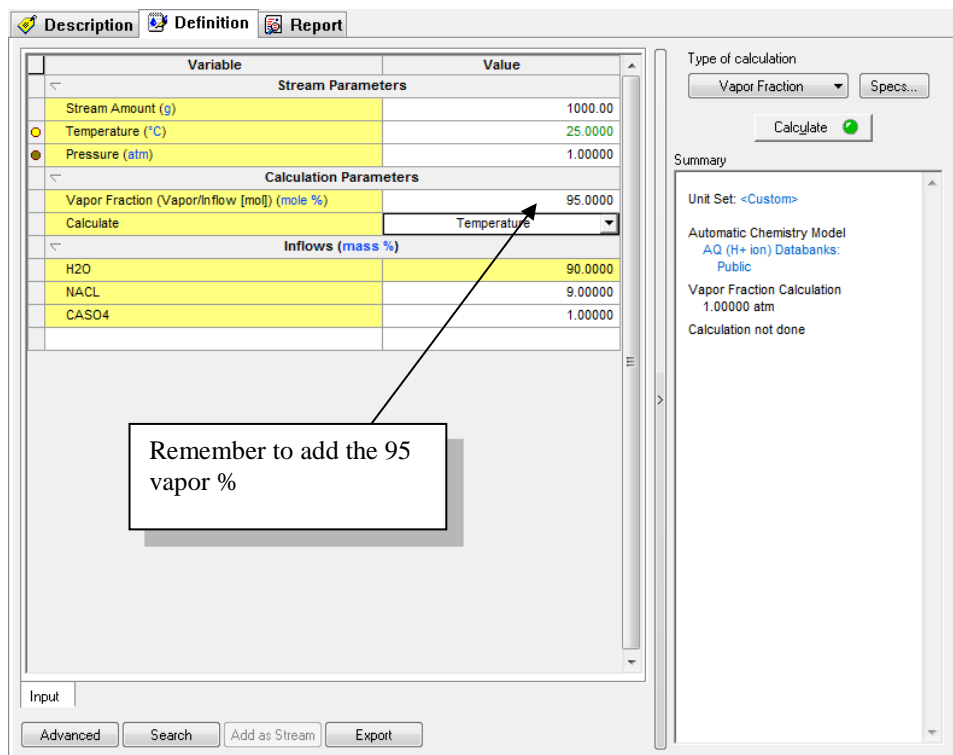 Description Definition Report
Variable Value
Stream Parameters
Stream Amount (g) 1000.00
Temperature (°C) 25.0000
Pressure (atm) 1.00000
Calculation Parameters
Vapor Fraction (Vapor/Inflow [mol]) (mole %) 95.0000
Calculate Temperature
Inflows (mass %)
H2O 90.0000
NACL 9.00000
CASO4 1.00000
Remember to add the 95
vapor %
Input
Advanced Search Add as Stream Export
Type of calculation
Vapor Fraction Specs...
Calculate
Summary
Unit Set: <Custom>
Automatic Chemistry Model
AQ (H+ ion) Databanks:
Public
Vapor Fraction Calculation
1.00000 atm
Calculation not done